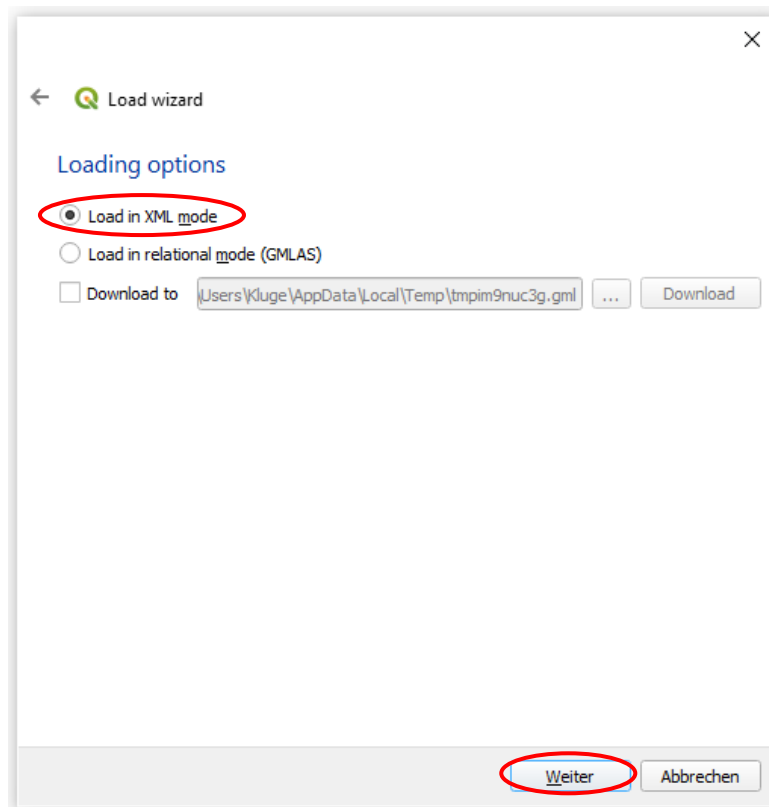 Load wizard
Loading options
Load in XML mode
Load in relational mode (GMLAS)
Download to \Users\Kluge\AppData\Local\Temp\tmpim9nuc3g.gml ... Download
Weiter Abbrechen